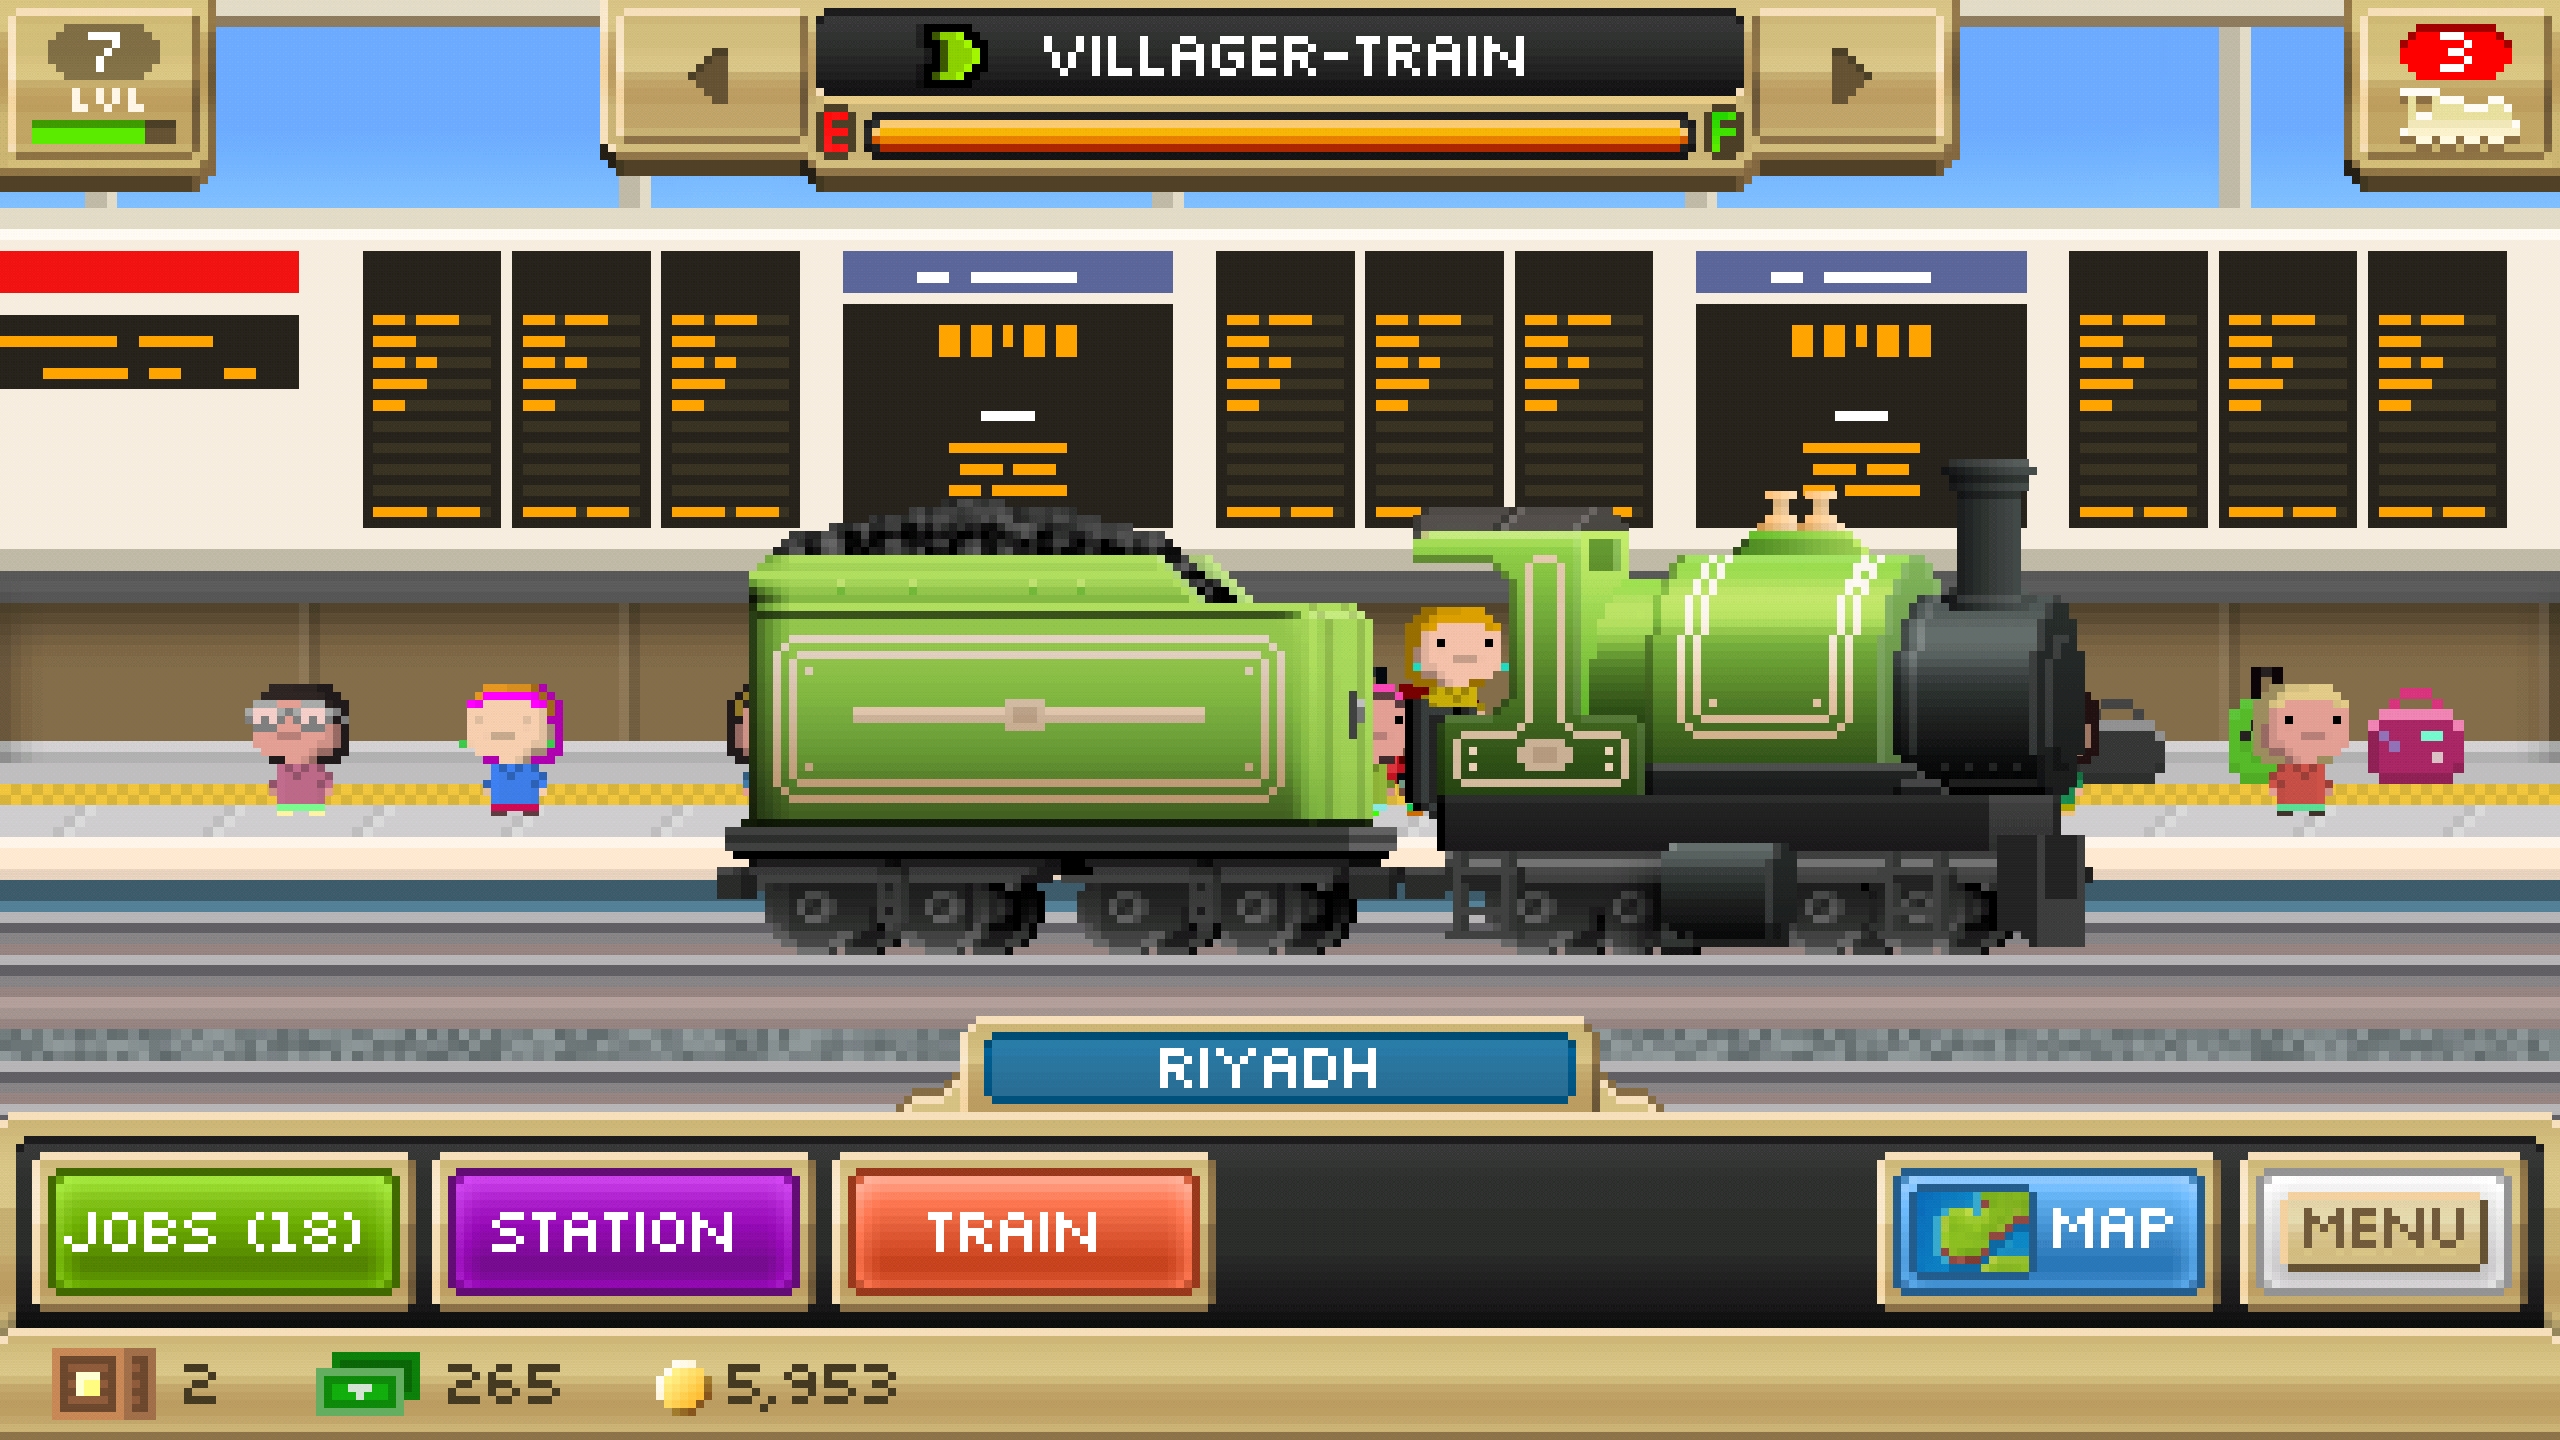 7
LVL
VILLAGER-TRAIN
E F
3
RIYADH
JOBS (18)
STATION
TRAIN
MAP
MENU
2
265
5,953